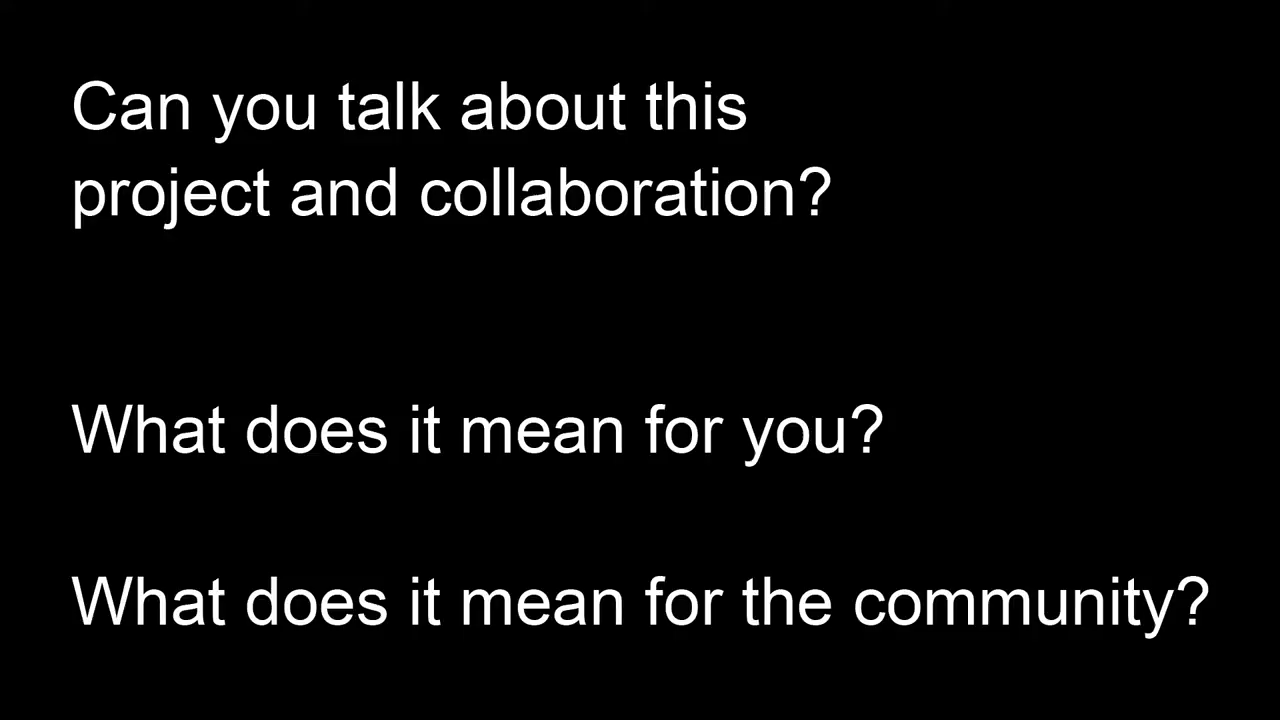 Can you talk about this
project and collaboration?
What does it mean for you?
What does it mean for the community?